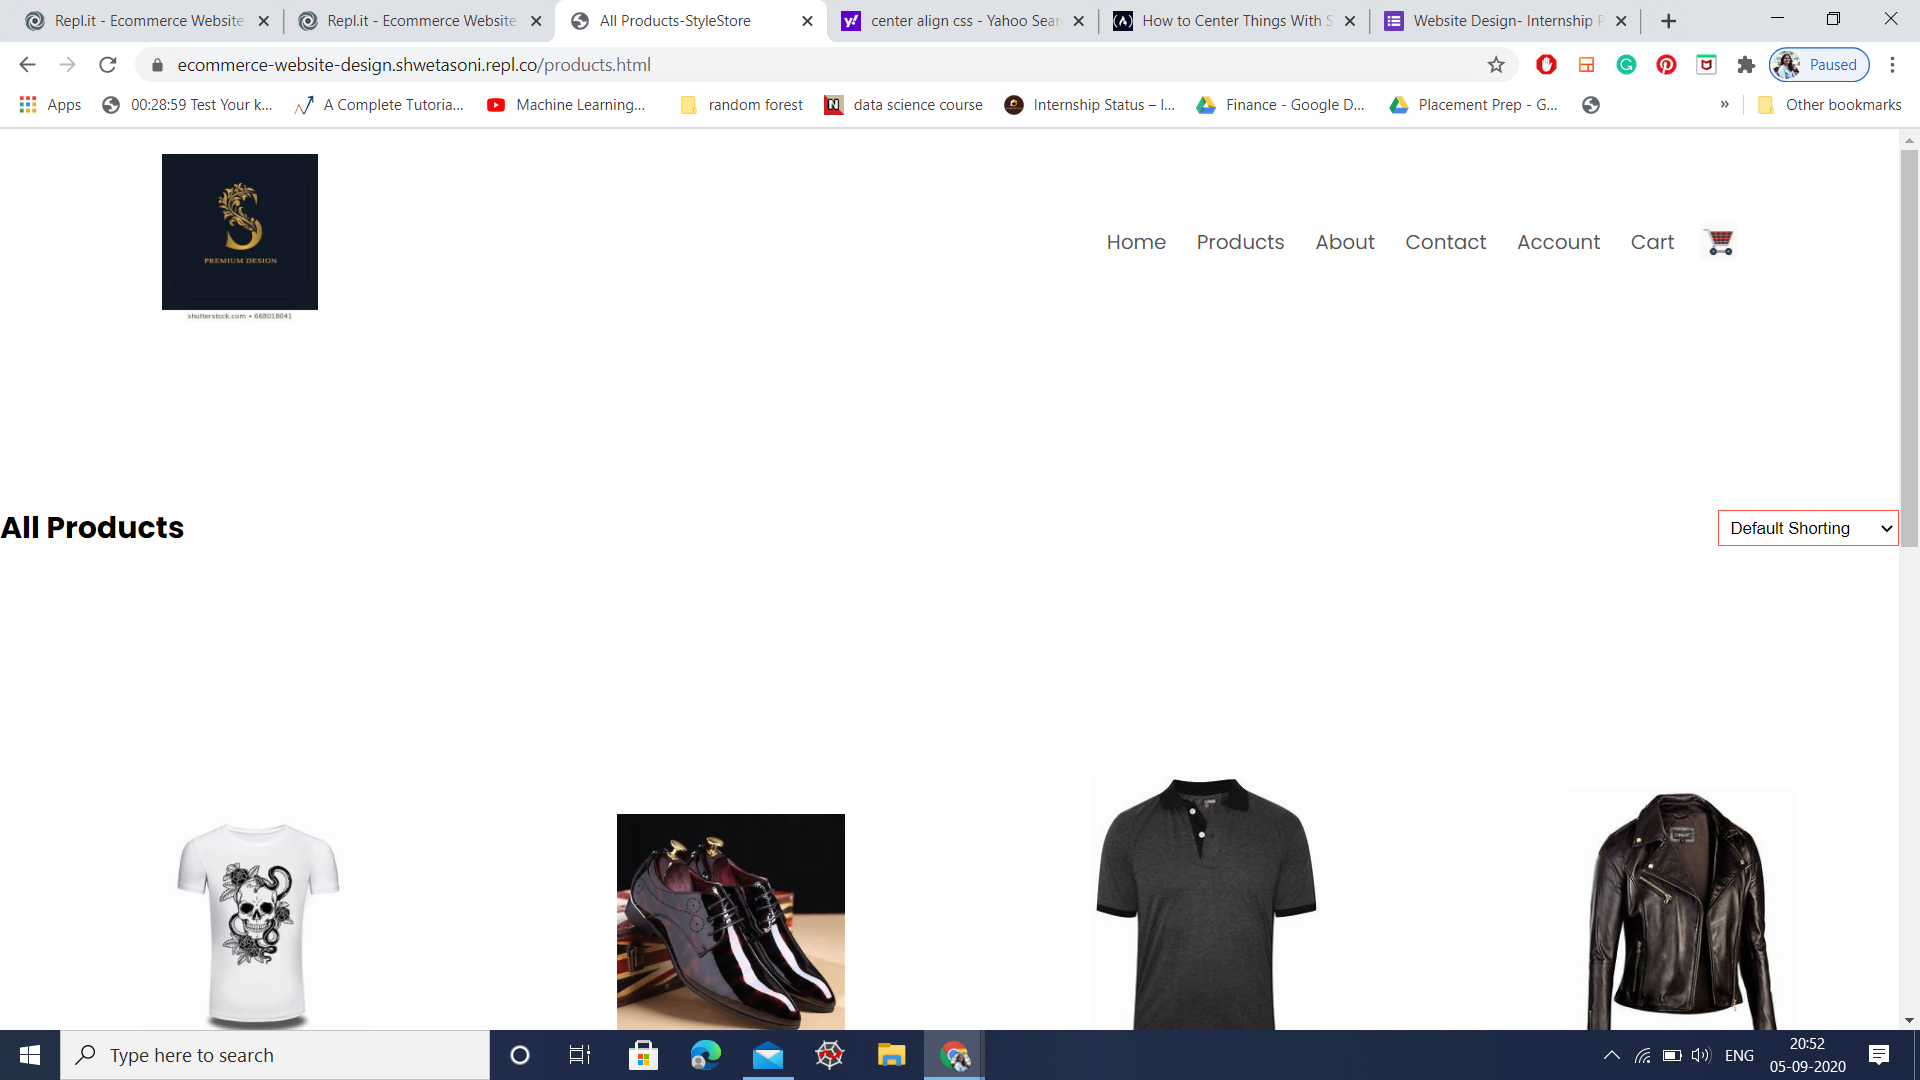 Repl.it - Ecommerce Website
Repl.it - Ecommerce Website
All Products-StyleStore
center align css - Yahoo Sear
How to Center Things With S
Website Design- Internship P
ecommerce-website-design.shwetasoni.repl.co/products.html
Paused
Apps
00:28:59 Test Your k...
A Complete Tutoria...
Machine Learning...
random forest
data science course
Internship Status – I...
Finance - Google D...
Placement Prep - G...
»
Other bookmarks
S
PREMIUM DESIGN
shutterstock.com • 668018041
Home
Products
About
Contact
Account
Cart
All Products
Default Shorting
Type here to search
ENG
20:52
05-09-2020